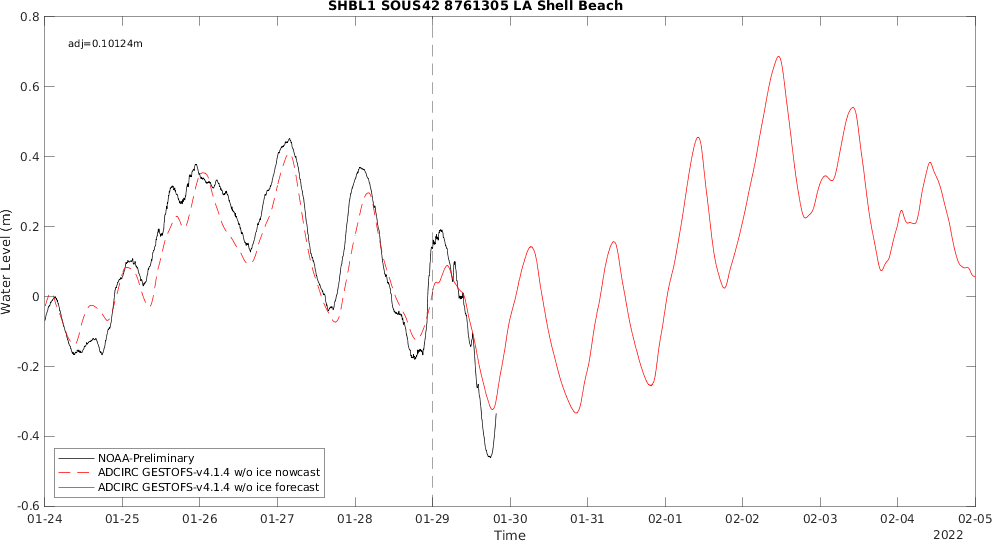 SHBL1 SOUS42 8761305 LA Shell Beach
adj=0.10124m
0.8
0.6
0.4
0.2
0
-0.2
-0.4
-0.6
Water Level (m)
NOAA-Preliminary
ADCIRC GESTOFS-v4.1.4 w/o ice nowcast
ADCIRC GESTOFS-v4.1.4 w/o ice forecast
01-24 01-25 01-26 01-27 01-28 01-29 01-30 01-31 02-01 02-02 02-03 02-04 02-05
Time
2022